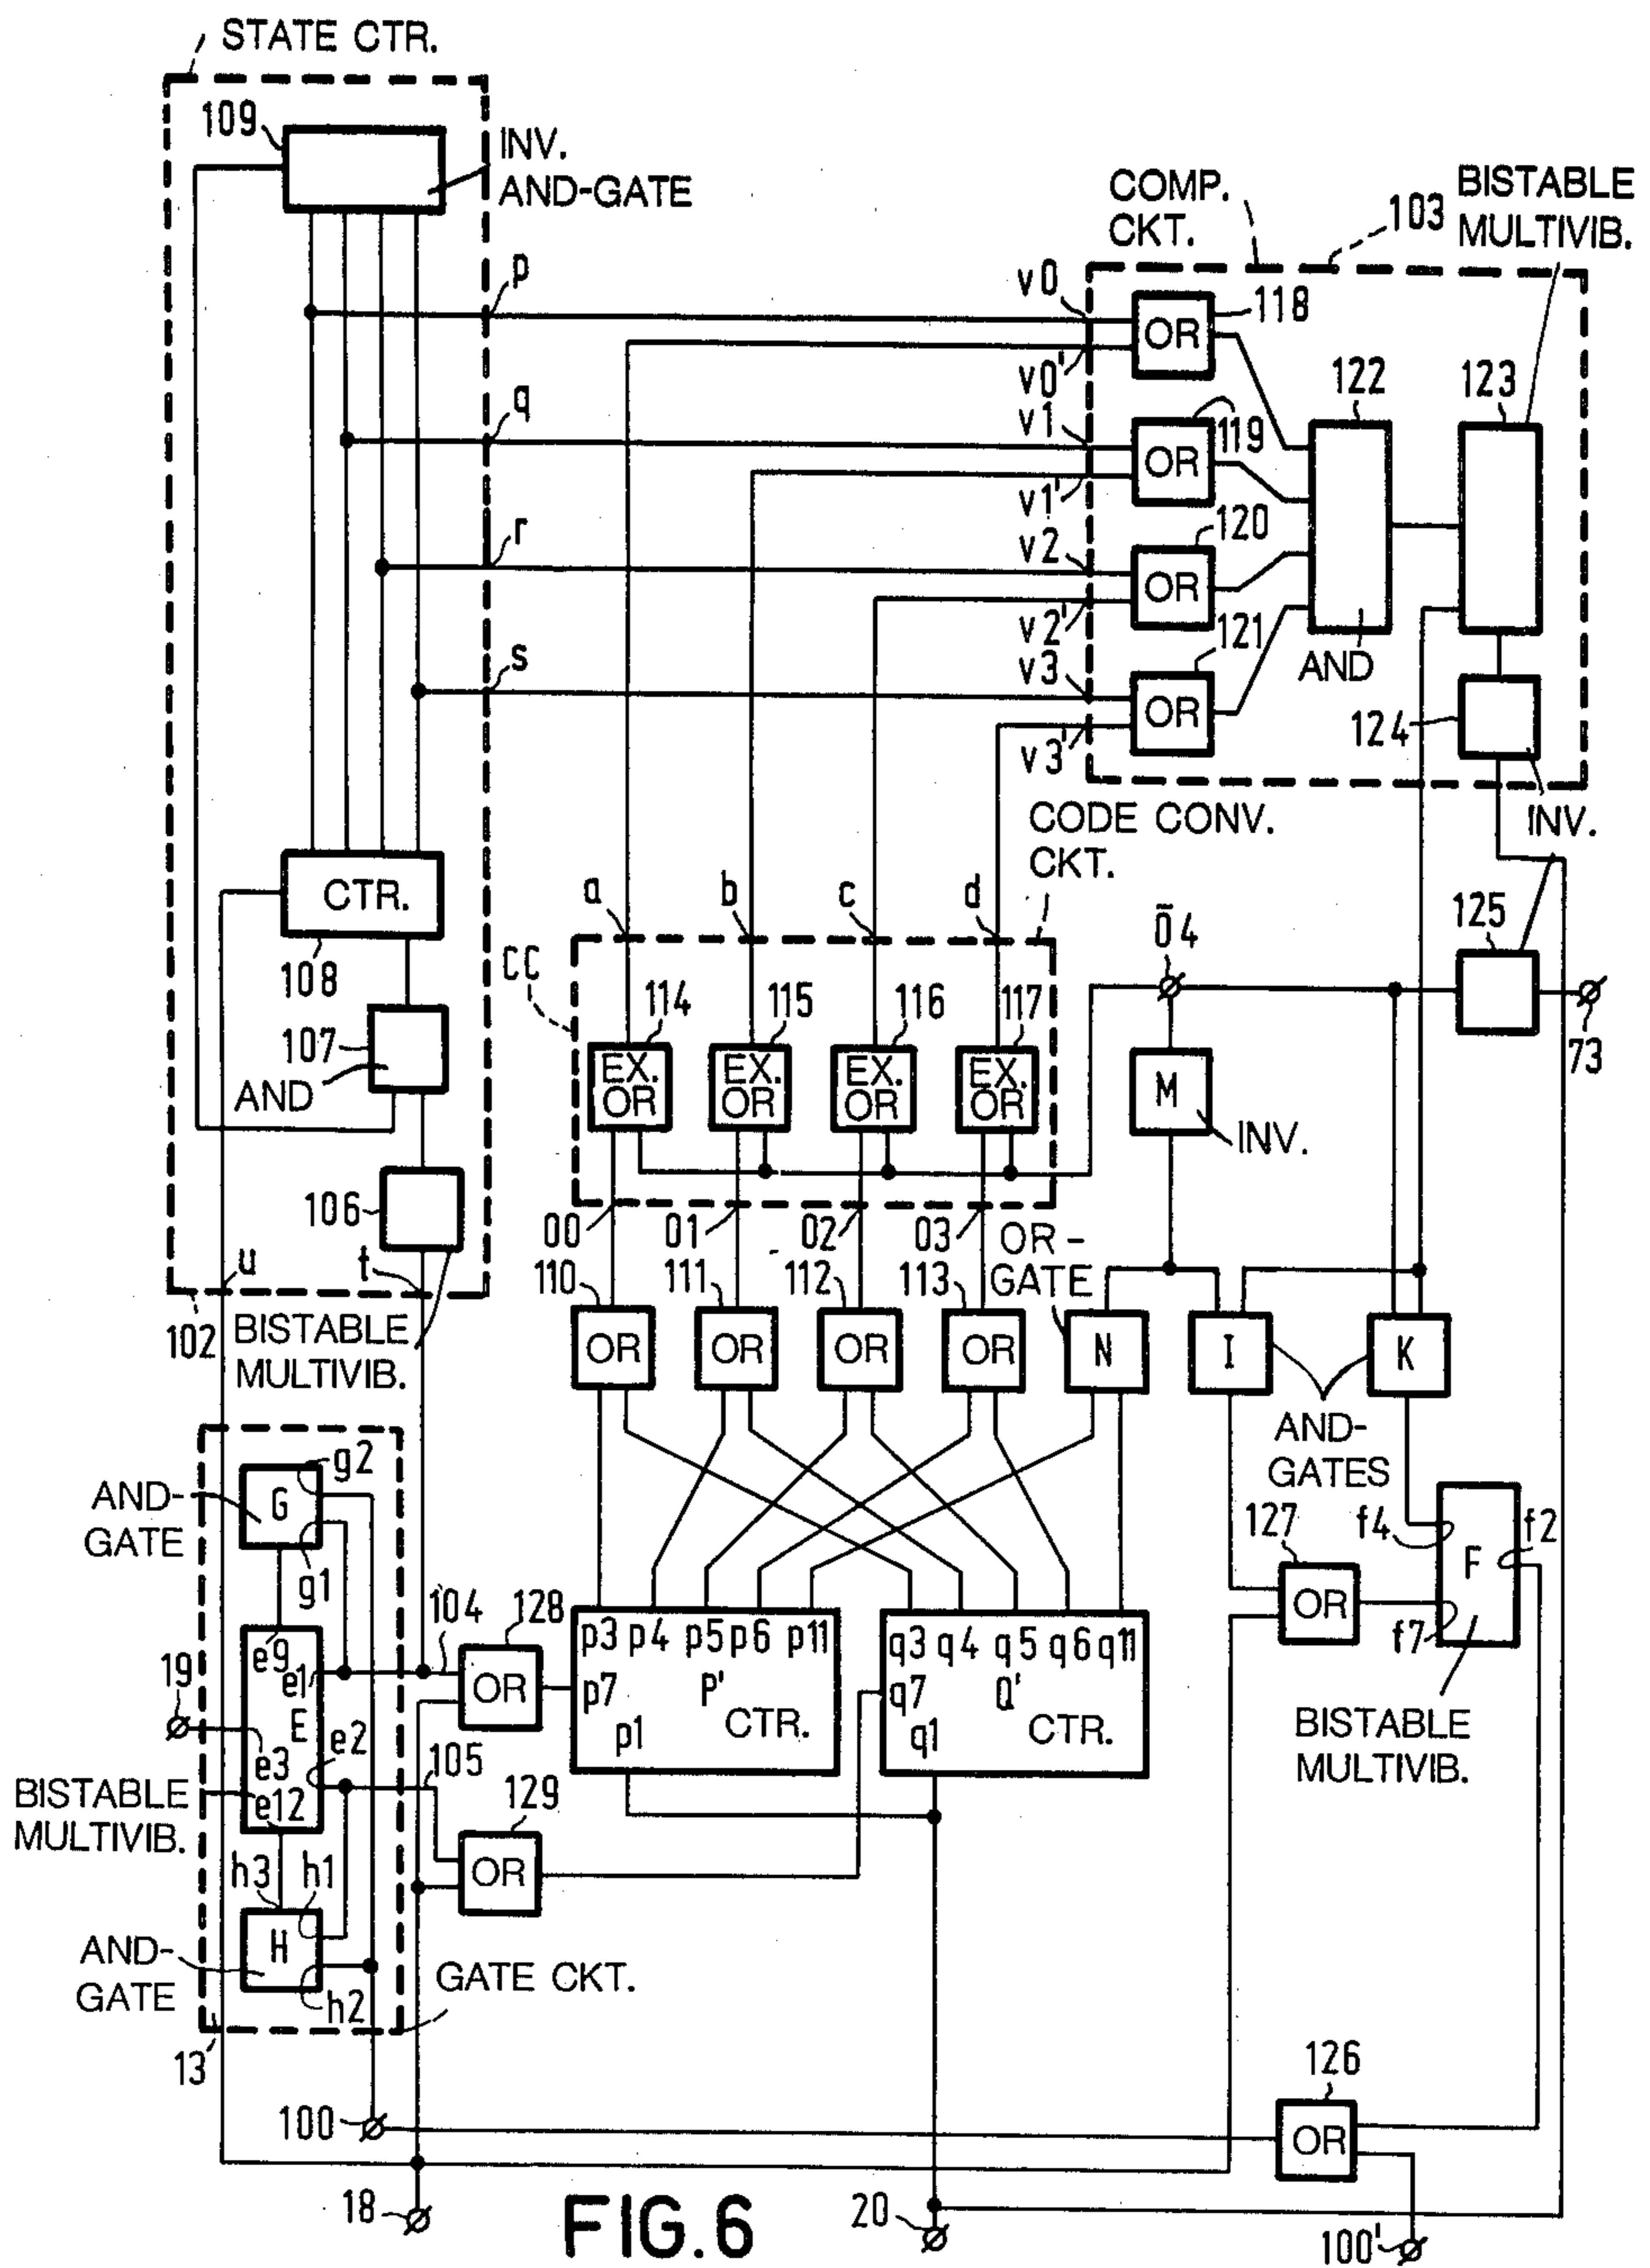 STATE CTR.
109
INV.
AND-GATE
COMP.
CKT.
103
BISTABLE
MULTIVIB.
p
v0
OR
118
v0'
122
123
q
v1
OR
119
v1'
r
v2
120
OR
v2'
121
AND
s
v3
OR
v3'
124
CODE CONV.
CKT.
INV.
CTR.
108
a
b
c
d
CC
04
125
73
107
AND
114
115
116
117
EX.
OR
EX.
OR
EX.
OR
EX.
OR
M
INV.
106
00
01
02
03
OR-
GATE
u
t
110
111
112
113
102
BISTABLE
MULTIVIB.
OR
OR
OR
OR
N
I
K
AND-
GATES
AND-
GATE
G
g2
g1
127
f4
f2
F
OR
f7
104
128
19
e9
e1
E
e3
e2
e12
OR
p3 p4 p5 p6 p11
p7 P' CTR.
p1
q3 q4 q5 q6 q11
q7 Q' CTR.
q1
BISTABLE
MULTIVIB.
BISTABLE
MULTIVIB.
105
129
OR
h3
h1
H
h2
AND-
GATE
GATE CKT.
13'
126
100
OR
18
FIG.6
20
100'